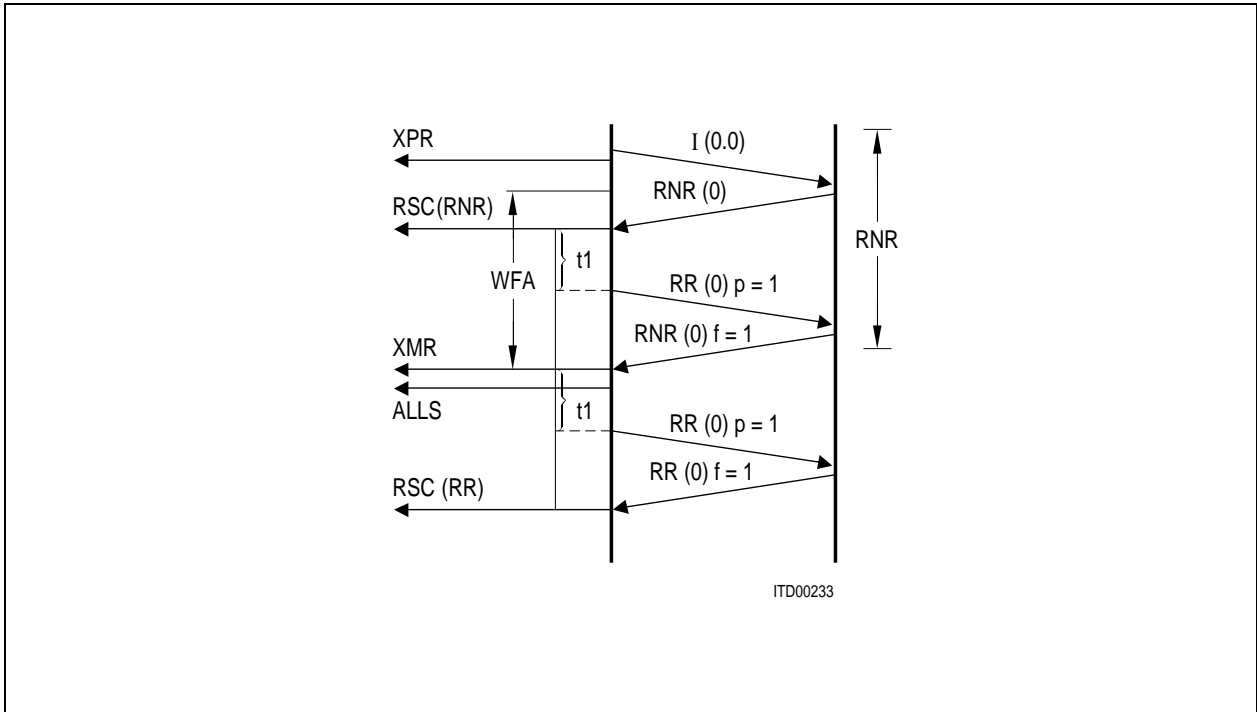 XPR
I (0.0)
RNR (0)
RSC(RNR)
RNR
t1
WFA
RR (0) p = 1
RNR (0) f = 1
XMR
ALLS
t1
RR (0) p = 1
RR (0) f = 1
RSC (RR)
ITD00233